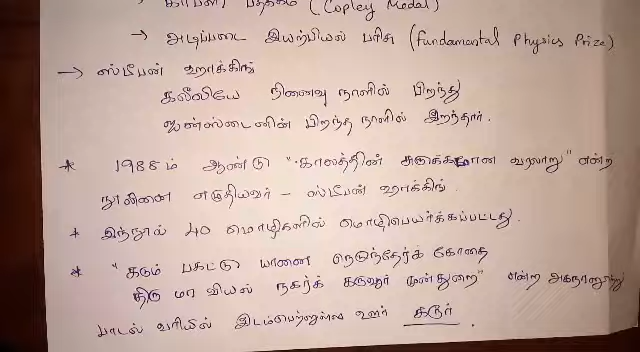 → காப்ளி பதக்கம் (Copley Medal)
→ அடிப்படை இயற்பியல் பரிசு (Fundamental Physics Prize)
→ ஸ்டீபன் ஹாக்கிங்
கலீலியோ நினைவு நாளில் பிறந்து
ஐன்ஸ்டைனின் பிறந்த நாளில் இறந்தார்.
* 1988ம் ஆண்டு "காலத்தின் சுருக்கமான வரலாறு" என்ற
நூலினை எழுதியவர் – ஸ்டீபன் ஹாக்கிங்.
* இந்நூல் 40 மொழிகளில் மொழிபெயர்க்கப்பட்டது.
* "கடும் பகட்டு யானை நெடுந்தேர்க் கோதை
திரு மா வியல் நகர்க் கருவூர் முன்துறை" என்ற அகநானூற்று
பாடல் வரியில் இடம்பெற்றுள்ள ஊர் கரூர்.